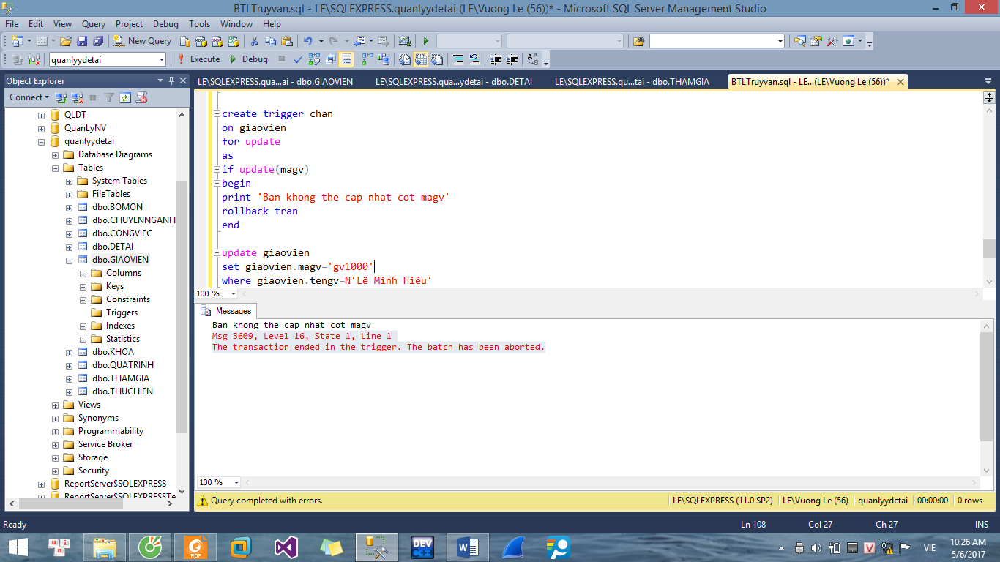 BTLTruyvan.sql - LE\SQLEXPRESS.quanlyydetai (LE\Vuong Le (56))* - Microsoft SQL Server Management Studio
File Edit View Query Project Debug Tools Window Help
New Query
quanlyydetai Execute Debug
Object Explorer
Connect
QLDT
QuanLyNV
quanlyydetai
Database Diagrams
Tables
System Tables
FileTables
dbo.BOMON
dbo.CHUYENNGANH
dbo.CONGVIEC
dbo.DETAI
dbo.GIAOVIEN
Columns
Keys
Constraints
Triggers
Indexes
Statistics
dbo.KHOA
dbo.QUATRINH
dbo.THAMGIA
dbo.THUCHIEN
Views
Synonyms
Programmability
Service Broker
Storage
Security
ReportServer$SQLEXPRESS
ReportServer$SQLEXPRESSTe
LE\SQLEXPRESS.qua...ai - dbo.GIAOVIEN LE\SQLEXPRESS.qua...ydetai - dbo.DETAI LE\SQLEXPRESS.qu...tai - dbo.THAMGIA BTLTruyvan.sql - LE...(LE\Vuong Le (56))*
create trigger chan
on giaovien
for update
as
if update(magv)
begin
print 'Ban khong the cap nhat cot magv'
rollback tran
end
update giaovien
set giaovien.magv='gv1000'
where giaovien.tengv=N'Lê Minh Hiếu'
100 %
Messages
Ban khong the cap nhat cot magv
Msg 3609, Level 16, State 1, Line 1
The transaction ended in the trigger. The batch has been aborted.
100 %
Query completed with errors. LE\SQLEXPRESS (11.0 SP2) LE\Vuong Le (56) quanlyydetai 00:00:00 0 rows
Ready Ln 108 Col 27 Ch 27 INS
VIE 10:26 AM
5/6/2017